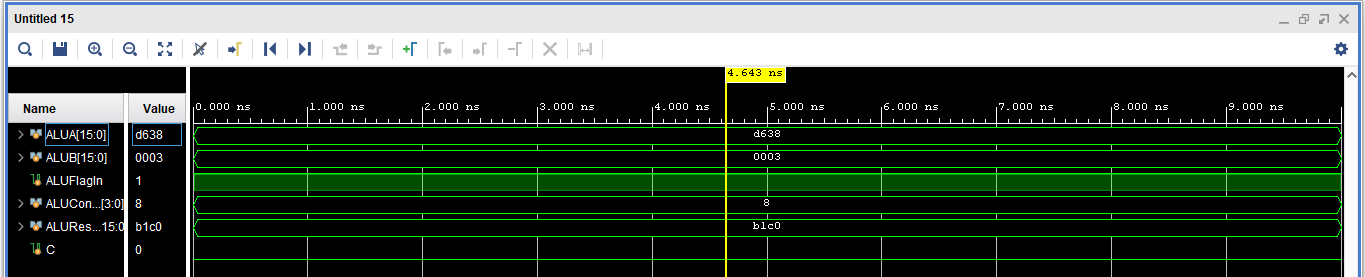 Untitled 15
4.643 ns
0.000 ns 1.000 ns 2.000 ns 3.000 ns 4.000 ns 5.000 ns 6.000 ns 7.000 ns 8.000 ns 9.000 ns
Name Value
ALUA[15:0] d638 d638
ALUB[15:0] 0003 0003
ALUFlagIn 1
ALUCon...[3:0] 8 8
ALURes...15:0 b1c0 b1c0
C 0